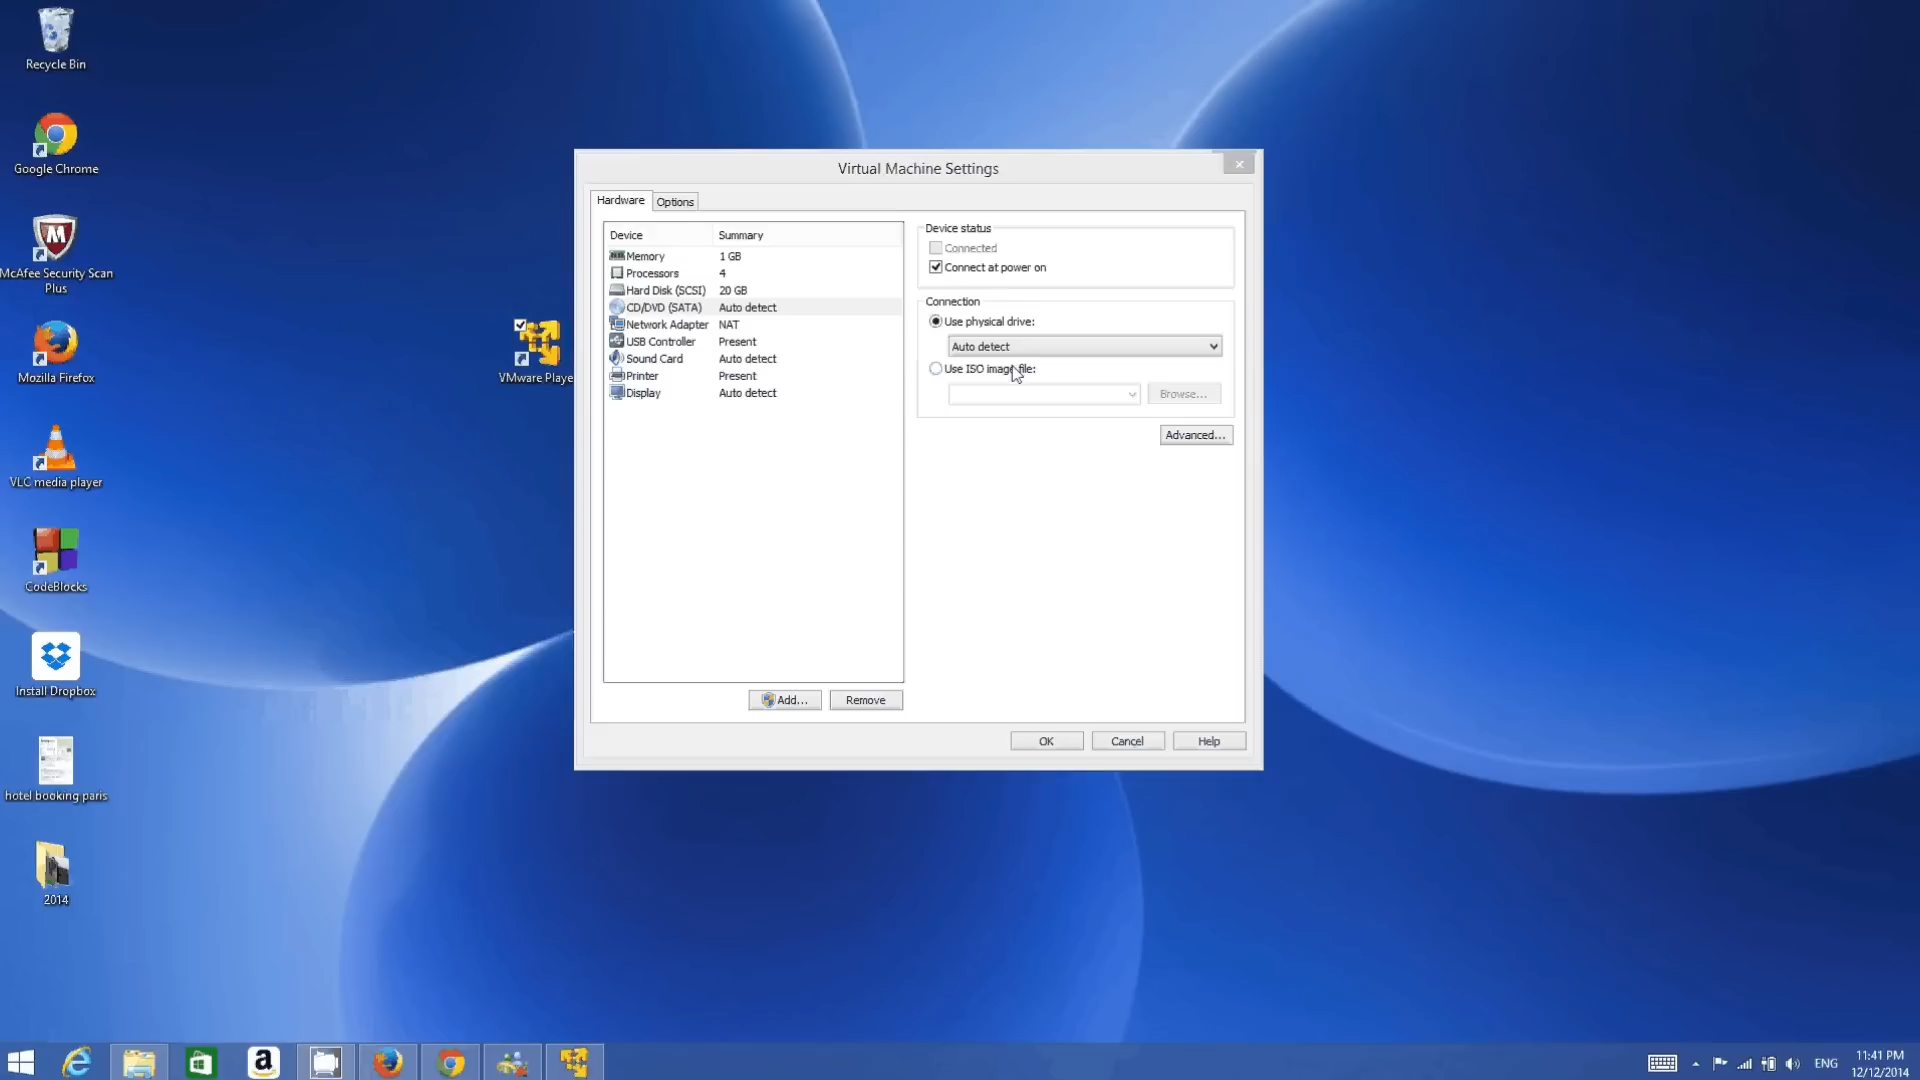 Recycle Bin
Google Chrome
McAfee Security Scan
Plus
Mozilla Firefox
VLC media player
CodeBlocks
Install Dropbox
hotel booking paris
2014
VMware Playe
Virtual Machine Settings
Hardware
Options
Device Summary
Memory 1 GB
Processors 4
Hard Disk (SCSI) 20 GB
CD/DVD (SATA) Auto detect
Network Adapter NAT
USB Controller Present
Sound Card Auto detect
Printer Present
Display Auto detect
Add...
Remove
Device status
Connected
Connect at power on
Connection
Use physical drive:
Auto detect
Use ISO image file:
Browse...
Advanced...
OK
Cancel
Help
ENG
11:41 PM
12/12/2014